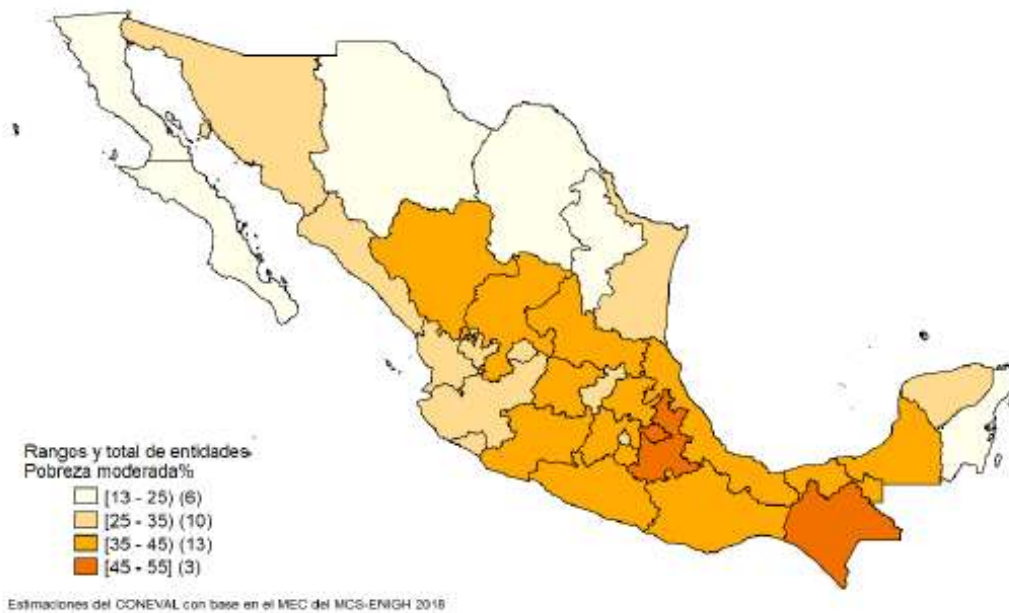 Rangos y total de entidades
Pobreza moderada%
[13 - 25) (6)
[25 - 35) (10)
[35 - 45) (13)
[45 - 55] (3)
Estimaciones del CONEVAL con base en el MEC del MCS-ENIGH 2018